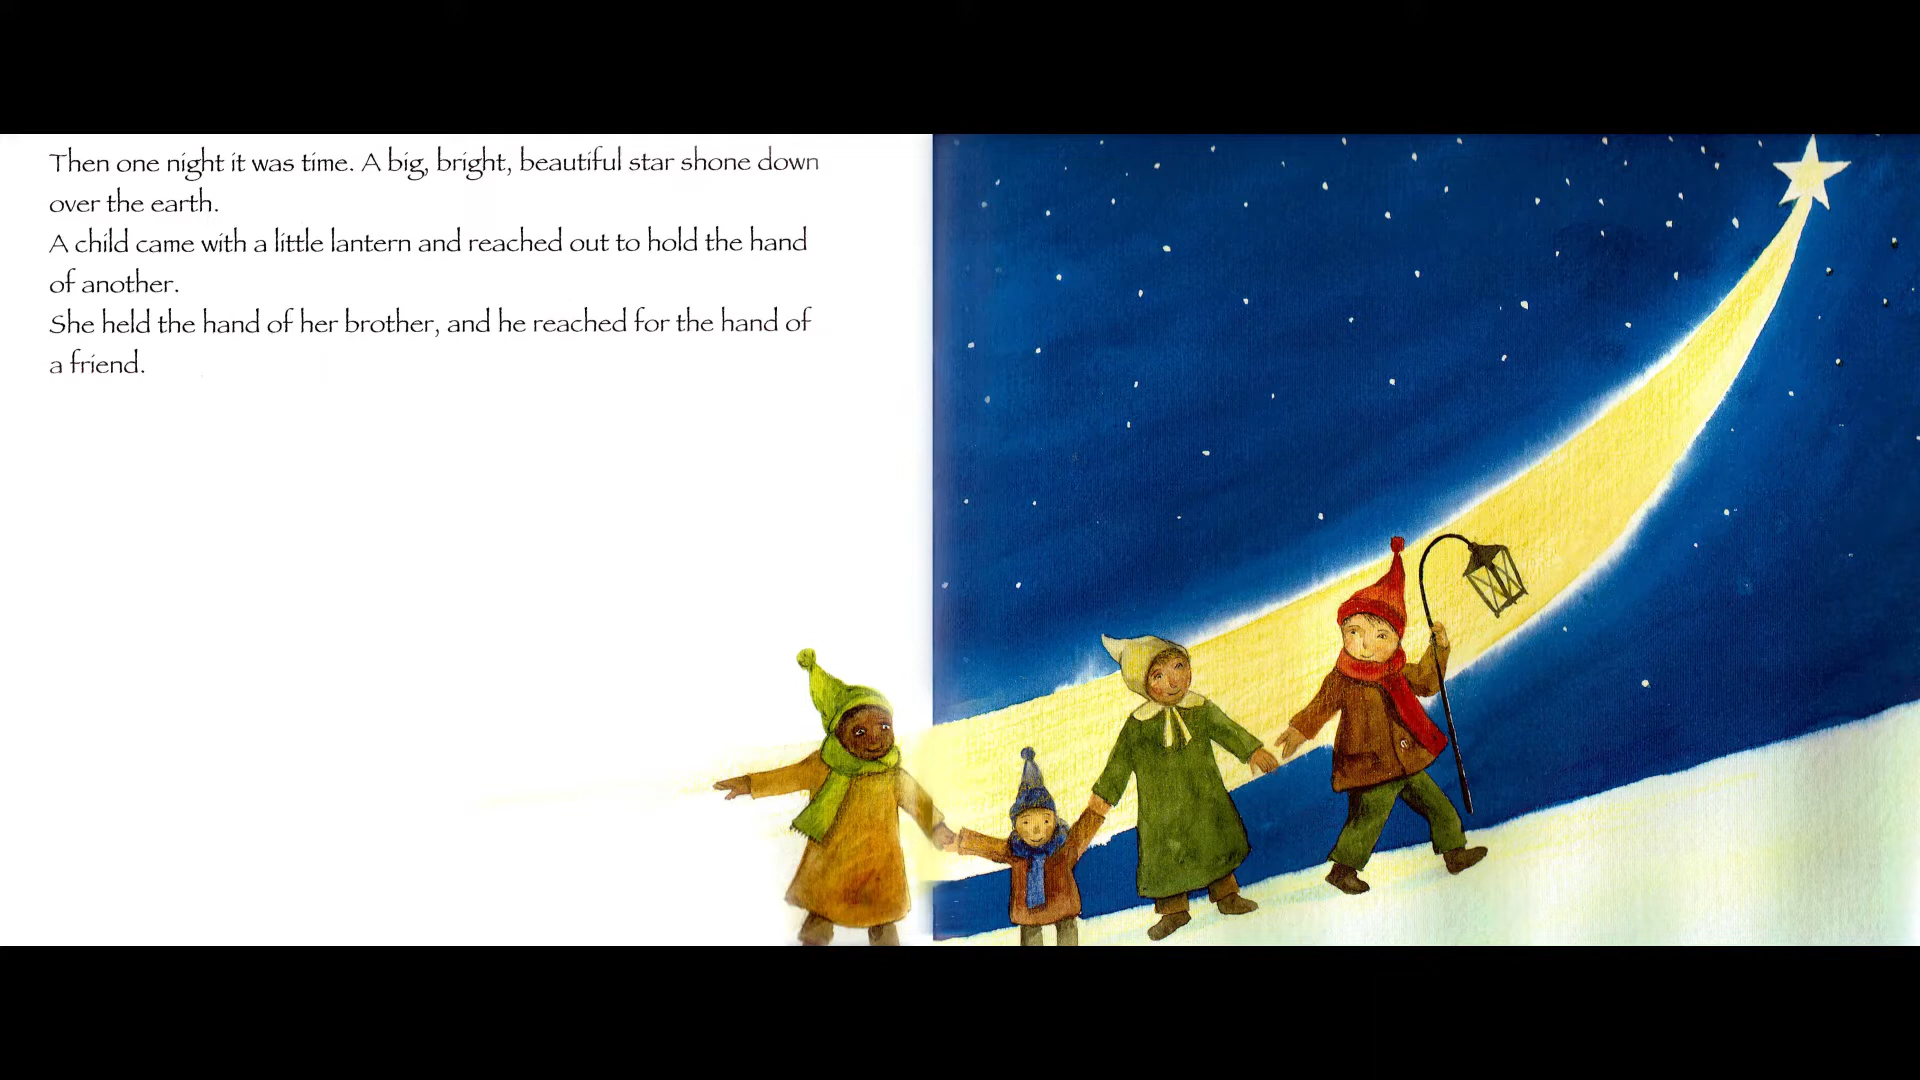 Then one night it was time. A big, bright, beautiful star shone down
over the earth.
A child came with a little lantern and reached out to hold the hand
of another.
She held the hand of her brother, and he reached for the hand of
a friend.